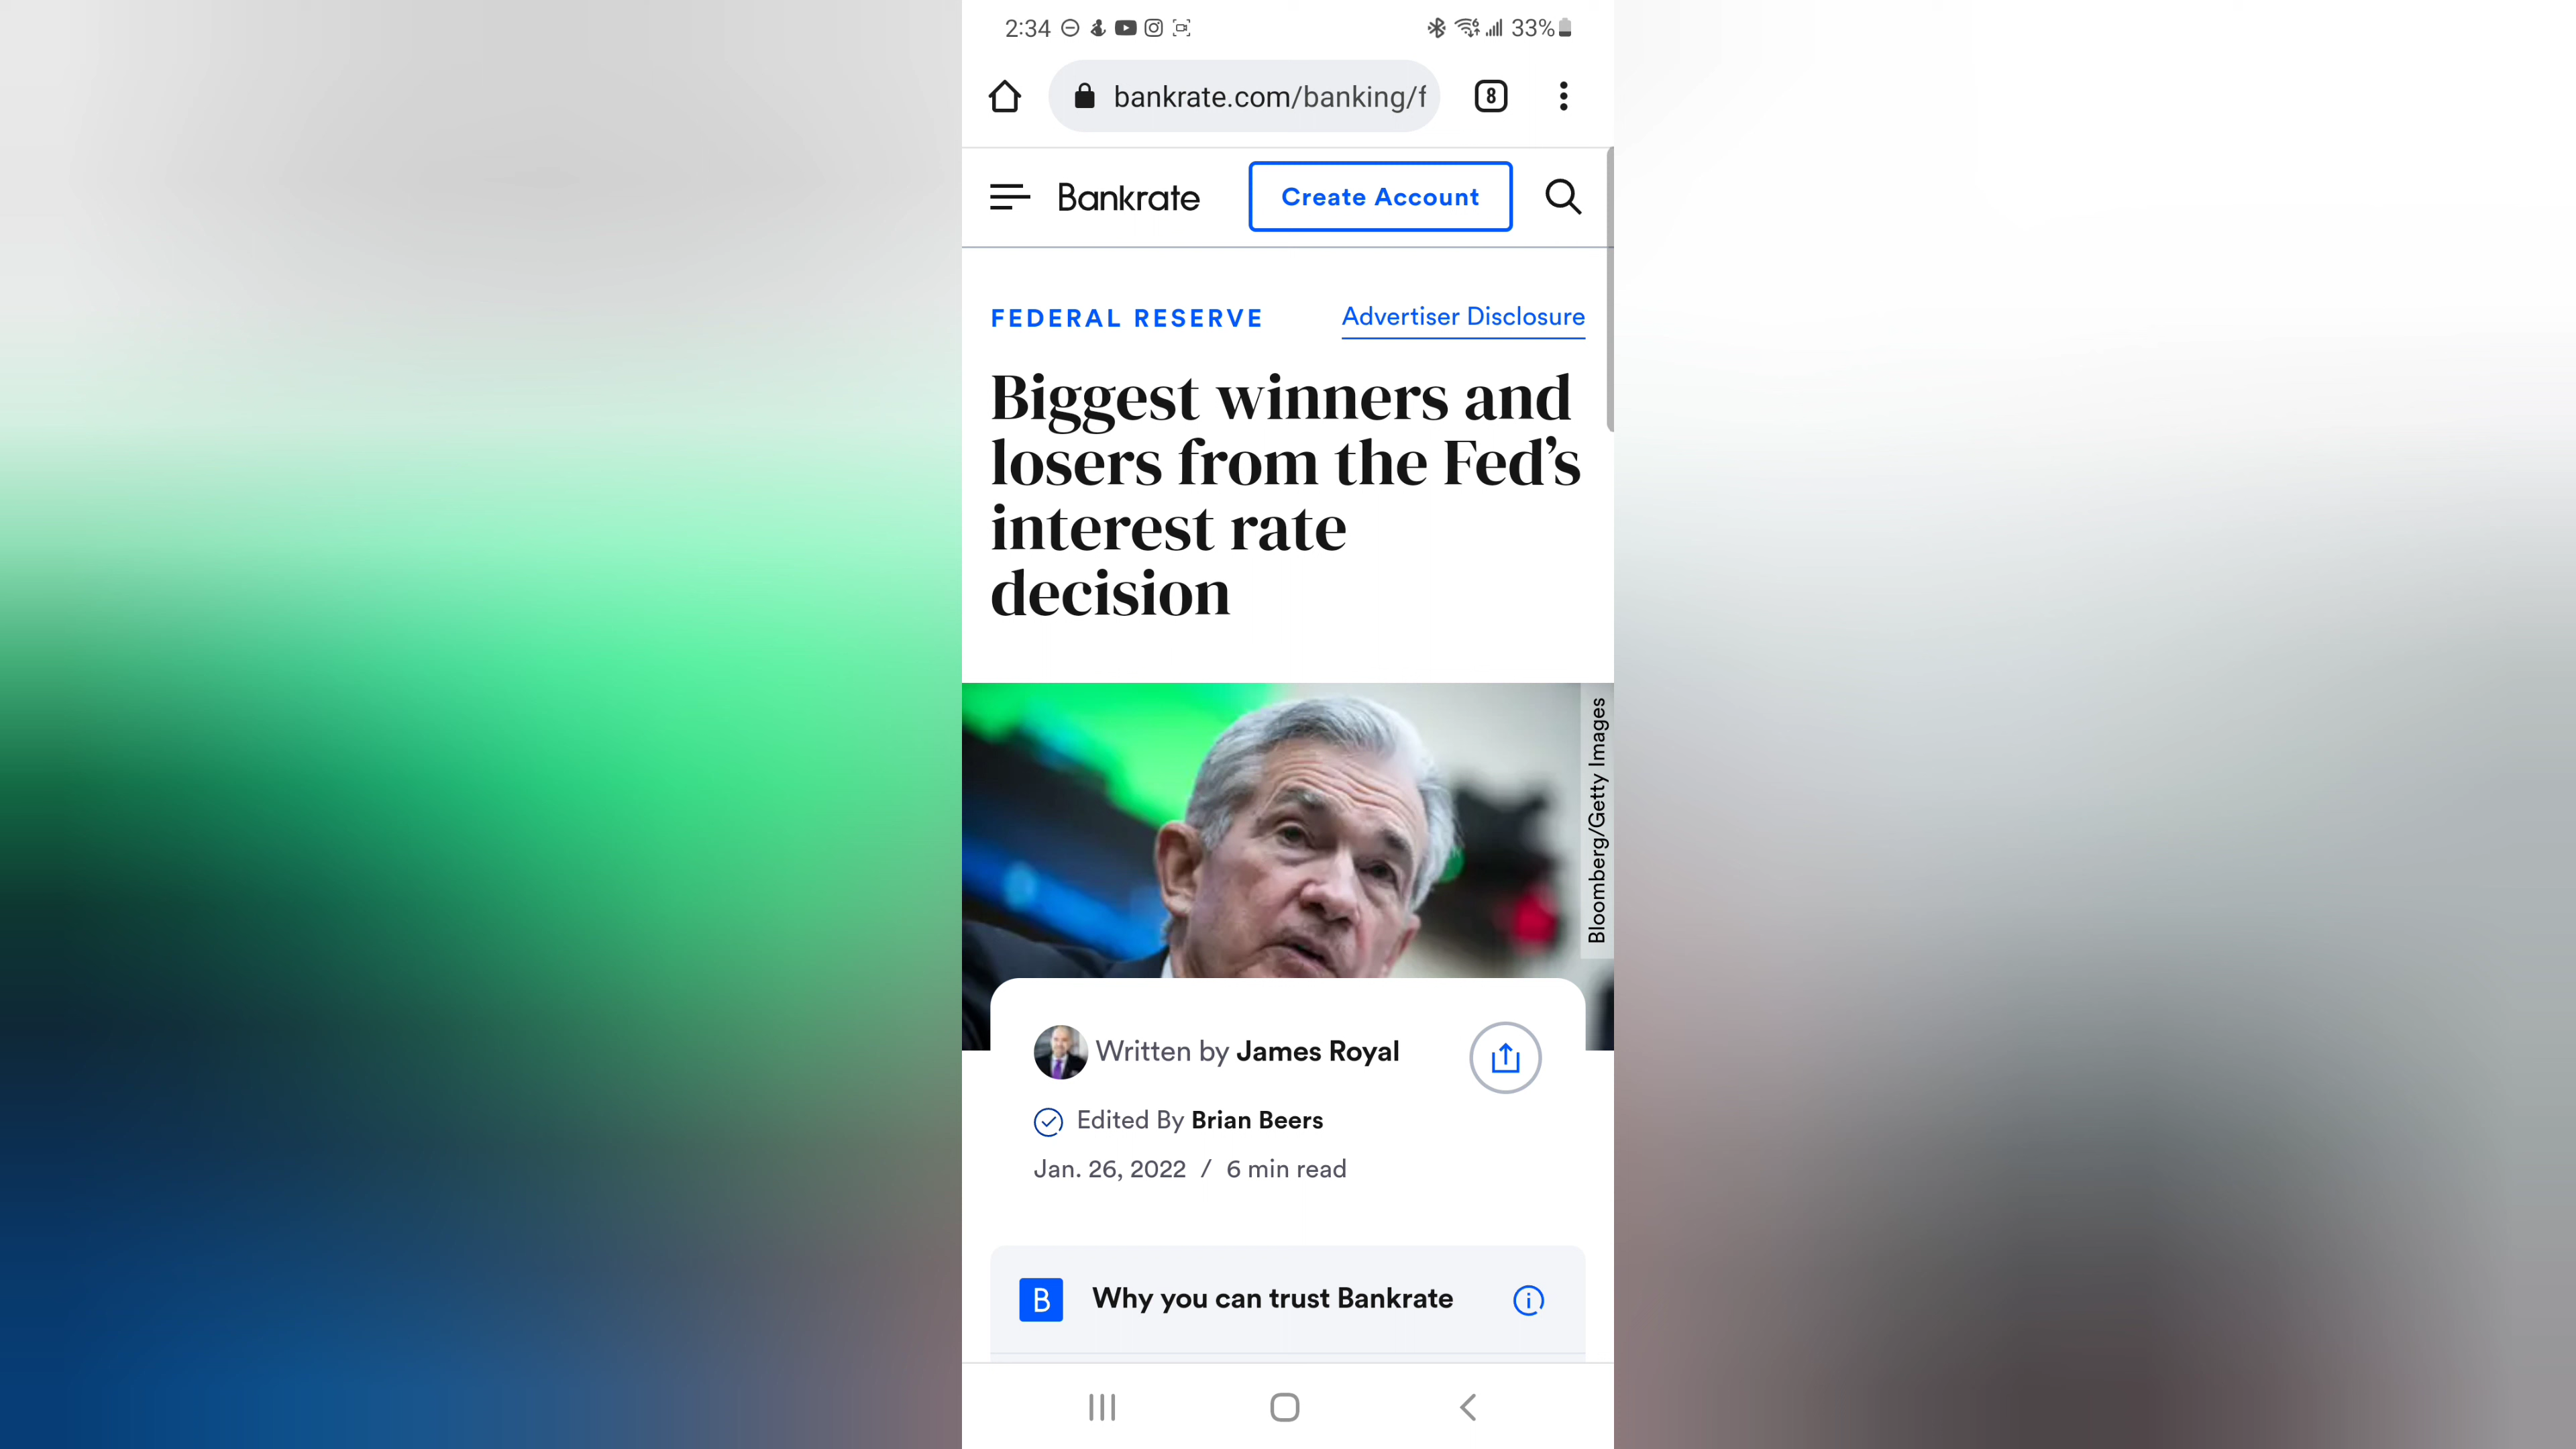 2:34
33%
bankrate.com/banking/f
8
Bankrate
Create Account
FEDERAL RESERVE
Advertiser Disclosure
Biggest winners and
losers from the Fed’s
interest rate
decision
Bloomberg/Getty Images
Written by James Royal
Edited By Brian Beers
Jan. 26, 2022 / 6 min read
B
Why you can trust Bankrate